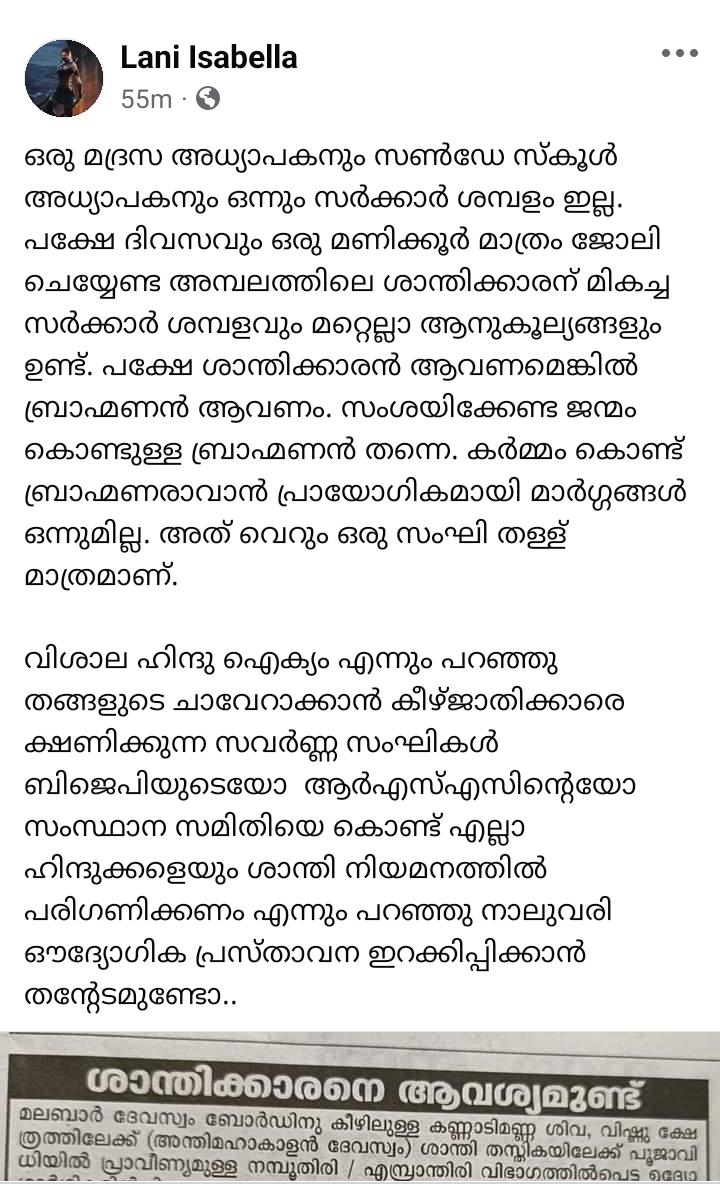 Lani Isabella
55m ·
ഒരു മദ്രസ അധ്യാപകനും സൺഡേ സ്കൂൾ
അധ്യാപകനും ഒന്നും സർക്കാർ ശമ്പളം ഇല്ല.
പക്ഷേ ദിവസവും ഒരു മണിക്കൂർ മാത്രം ജോലി
ചെയ്യേണ്ട അമ്പലത്തിലെ ശാന്തിക്കാരന് മികച്ച
സർക്കാർ ശമ്പളവും മറ്റെല്ലാ ആനുകൂല്യങ്ങളും
ഉണ്ട്. പക്ഷേ ശാന്തിക്കാരൻ ആവണമെങ്കിൽ
ബ്രാഹ്മണൻ ആവണം. സംശയിക്കേണ്ട ജന്മം
കൊണ്ടുള്ള ബ്രാഹ്മണൻ തന്നെ. കർമ്മം കൊണ്ട്
ബ്രാഹ്മണരാവാൻ പ്രായോഗികമായി മാർഗ്ഗങ്ങൾ
ഒന്നുമില്ല. അത് വെറും ഒരു സംഘി തള്ള്
മാത്രമാണ്.
വിശാല ഹിന്ദു ഐക്യം എന്നും പറഞ്ഞു
തങ്ങളുടെ ചാവേറാക്കാൻ കീഴ്ജാതിക്കാരെ
ക്ഷണിക്കുന്ന സവർണ്ണ സംഘികൾ
ബിജെപിയുടെയോ ആർഎസ്എസിന്റെയോ
സംസ്ഥാന സമിതിയെ കൊണ്ട് എല്ലാ
ഹിന്ദുക്കളെയും ശാന്തി നിയമനത്തിൽ
പരിഗണിക്കണം എന്നും പറഞ്ഞു നാലുവരി
ഔദ്യോഗിക പ്രസ്താവന ഇറക്കിപ്പിക്കാൻ
തന്റേടമുണ്ടോ..
ശാന്തിക്കാരനെ ആവശ്യമുണ്ട്
മലബാർ ദേവസ്വം ബോർഡിനു കീഴിലുള്ള കണ്ണാടിമണ്ണ ശിവ, വിഷ്ണു ക്ഷേ
ത്രത്തിലേക്ക് (അന്തിമഹാകാളൻ ദേവസ്വം) ശാന്തി തസ്തികയിലേക്ക് പൂജാവി
ധിയിൽ പ്രാവീണ്യമുള്ള നമ്പൂതിരി / എമ്പ്രാന്തിരി വിഭാഗത്തിൽപെട്ട ഉദ്യോ